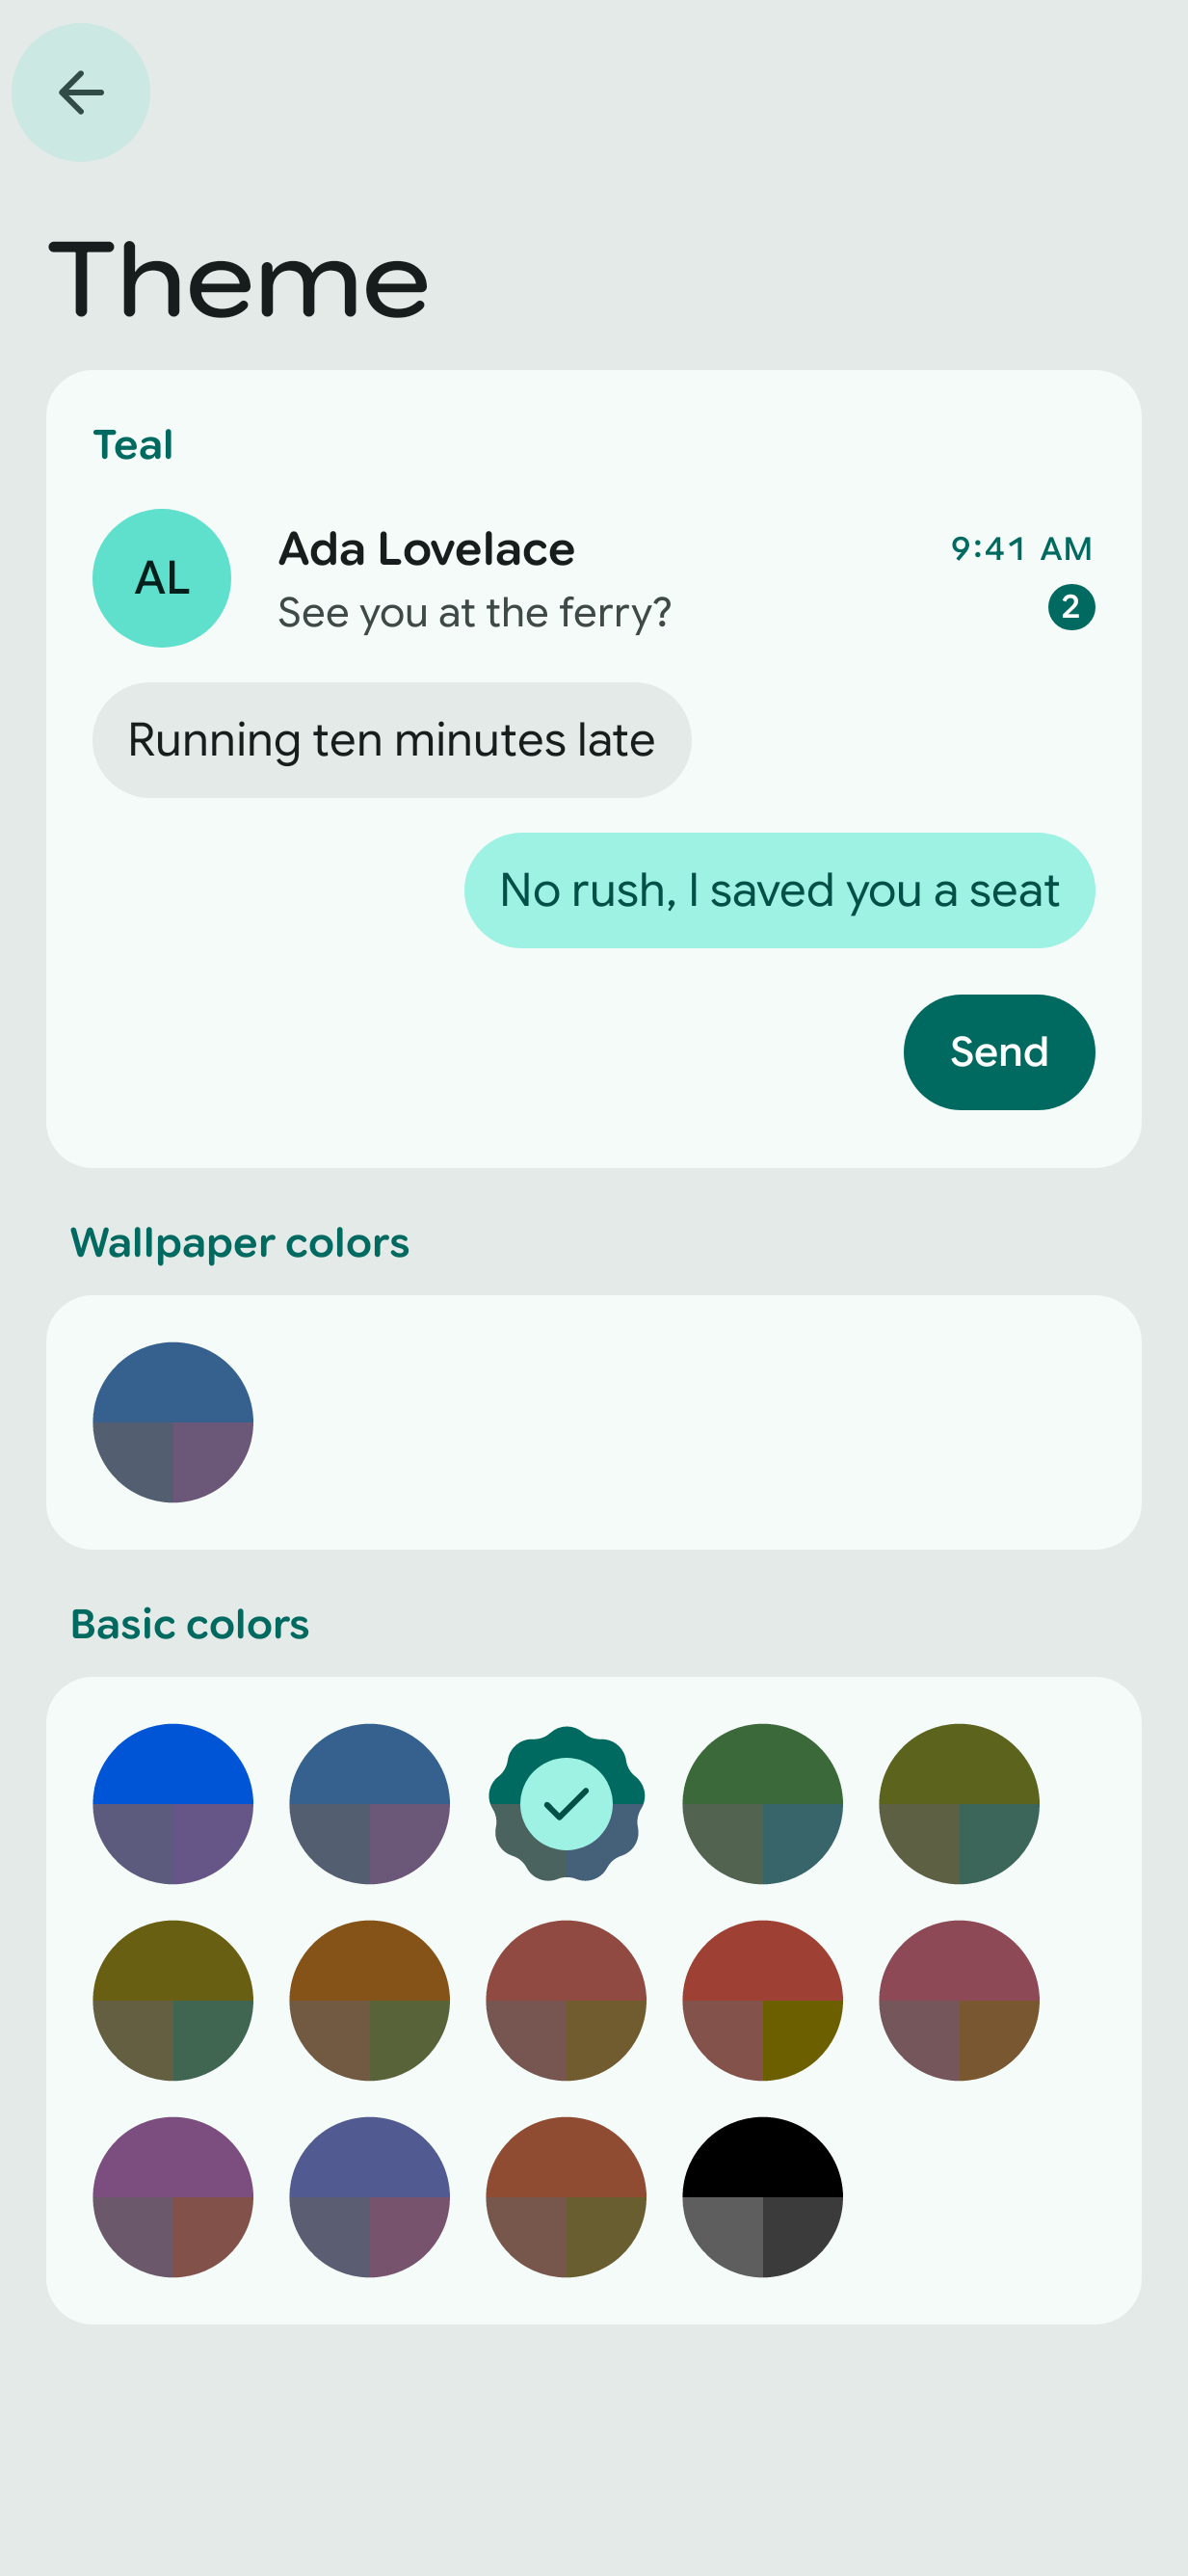 Theme
Teal
AL
Ada Lovelace
9:41 AM
See you at the ferry?
2
Running ten minutes late
No rush, I saved you a seat
Send
Wallpaper colors
Basic colors